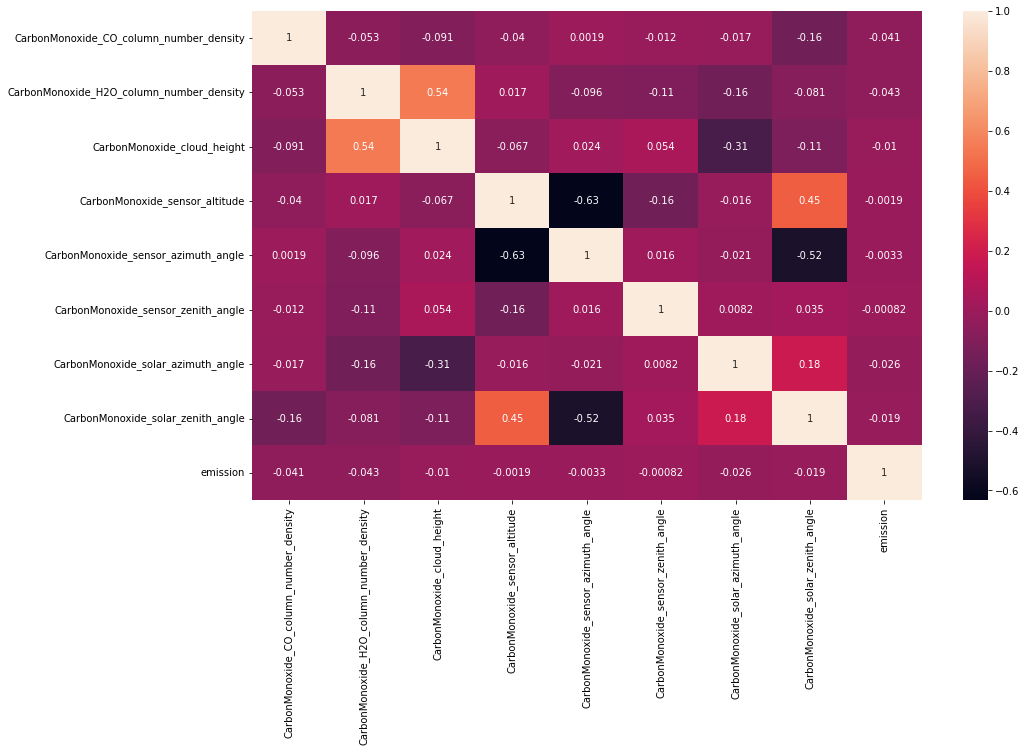 CarbonMonoxide_CO_column_number_density 1 -0.053 -0.091 -0.04 0.0019 -0.012 -0.017 -0.16 -0.041
CarbonMonoxide_H2O_column_number_density -0.053 1 0.54 0.017 -0.096 -0.11 -0.16 -0.081 -0.043
CarbonMonoxide_cloud_height -0.091 0.54 1 -0.067 0.024 0.054 -0.31 -0.11 -0.01
CarbonMonoxide_sensor_altitude -0.04 0.017 -0.067 1 -0.63 -0.16 -0.016 0.45 -0.0019
CarbonMonoxide_sensor_azimuth_angle 0.0019 -0.096 0.024 -0.63 1 0.016 -0.021 -0.52 -0.0033
CarbonMonoxide_sensor_zenith_angle -0.012 -0.11 0.054 -0.16 0.016 1 0.0082 0.035 -0.00082
CarbonMonoxide_solar_azimuth_angle -0.017 -0.16 -0.31 -0.016 -0.021 0.0082 1 0.18 -0.026
CarbonMonoxide_solar_zenith_angle -0.16 -0.081 -0.11 0.45 -0.52 0.035 0.18 1 -0.019
emission -0.041 -0.043 -0.01 -0.0019 -0.0033 -0.00082 -0.026 -0.019 1
CarbonMonoxide_CO_column_number_density
CarbonMonoxide_H2O_column_number_density
CarbonMonoxide_cloud_height
CarbonMonoxide_sensor_altitude
CarbonMonoxide_sensor_azimuth_angle
CarbonMonoxide_sensor_zenith_angle
CarbonMonoxide_solar_azimuth_angle
CarbonMonoxide_solar_zenith_angle
emission
1.0
0.8
0.6
0.4
0.2
0.0
−0.2
−0.4
−0.6